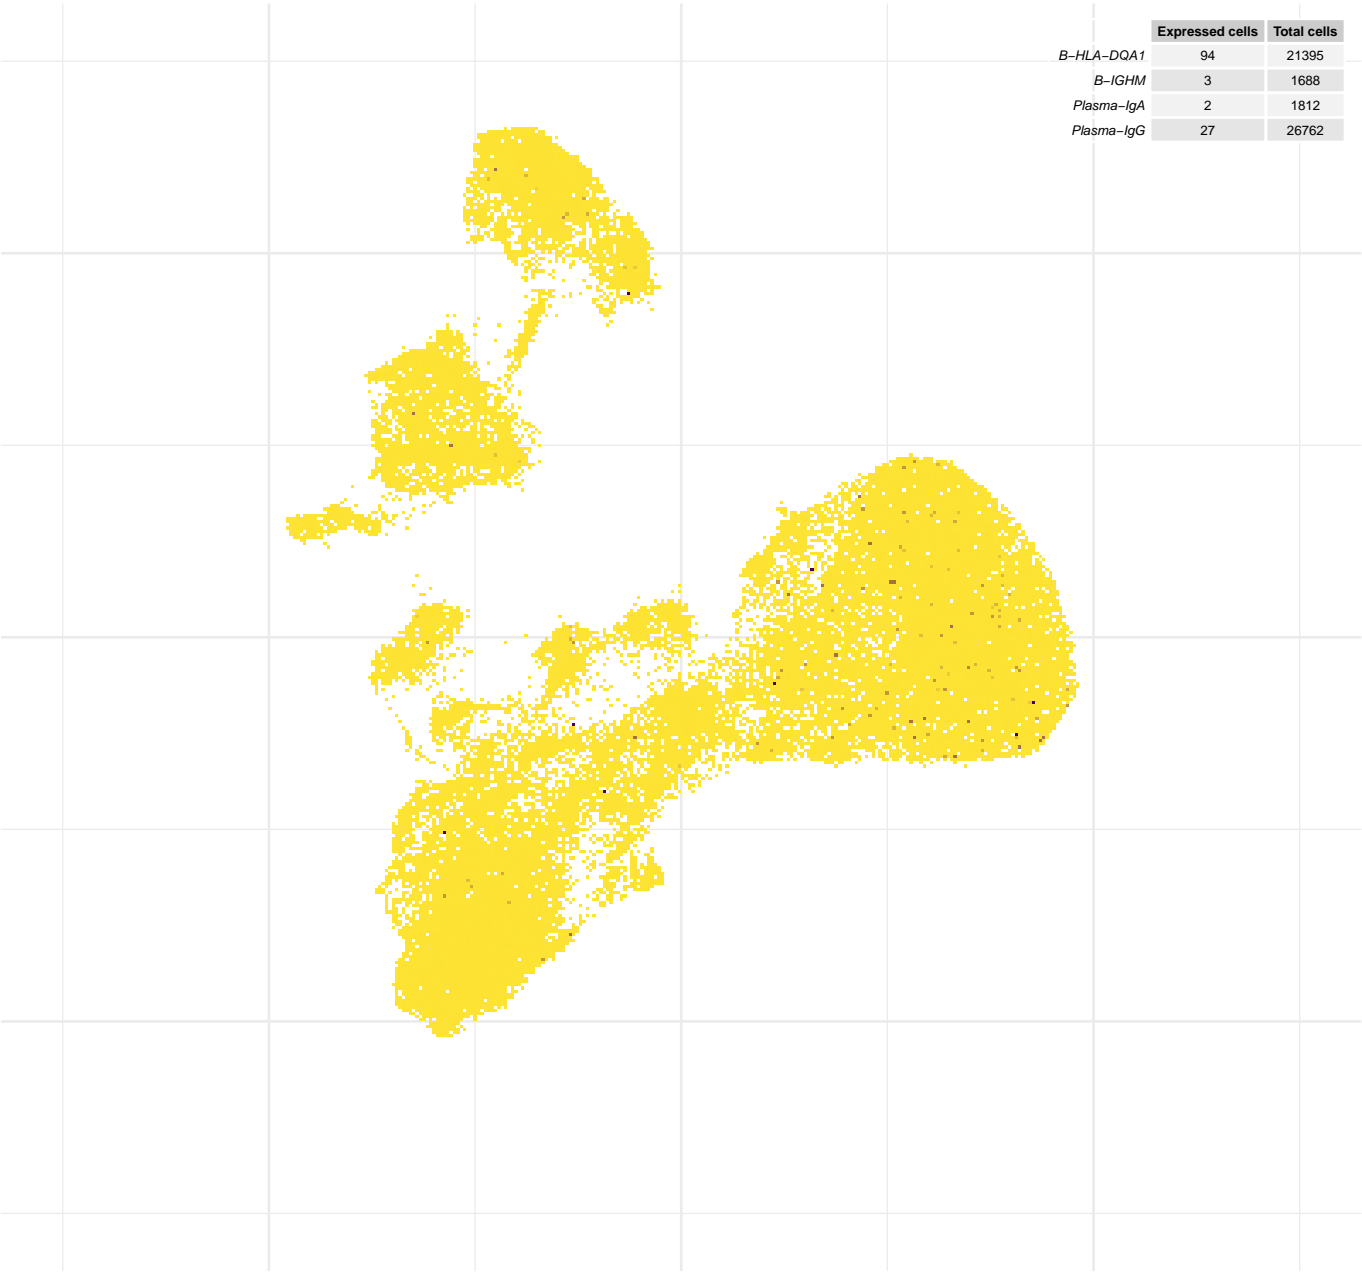 Expressed cells Total cells
B−HLA−DQA1 94 21395
B−IGHM 3 1688
Plasma−IgA 2 1812
Plasma−IgG 27 26762